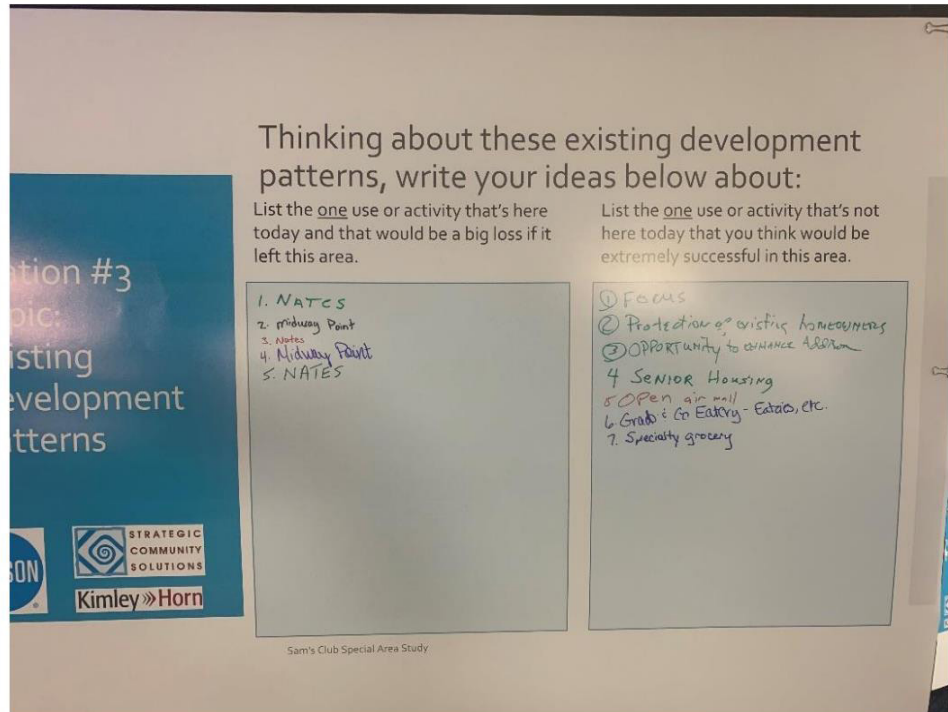 Thinking about these existing development
patterns, write your ideas below about:
List the one use or activity that's here
today and that would be a big loss if it
left this area.
1. NATES
2. Midway Point
3. Nates
4. Midway Point
5. NATES
List the one use or activity that's not
here today that you think would be
extremely successful in this area.
① FOCUS
② Protection of existing homeowners
③ OPPORTUNITY to ENHANCE Addison
4 SENIOR HOUSING
5 OPEN air mall
6. Grab & Go Eatery - Eateries, etc.
7. Specialty grocery
ation #3
pic:
isting
evelopment
tterns
SON
STRATEGIC
COMMUNITY
SOLUTIONS
Kimley»Horn
Sam's Club Special Area Study